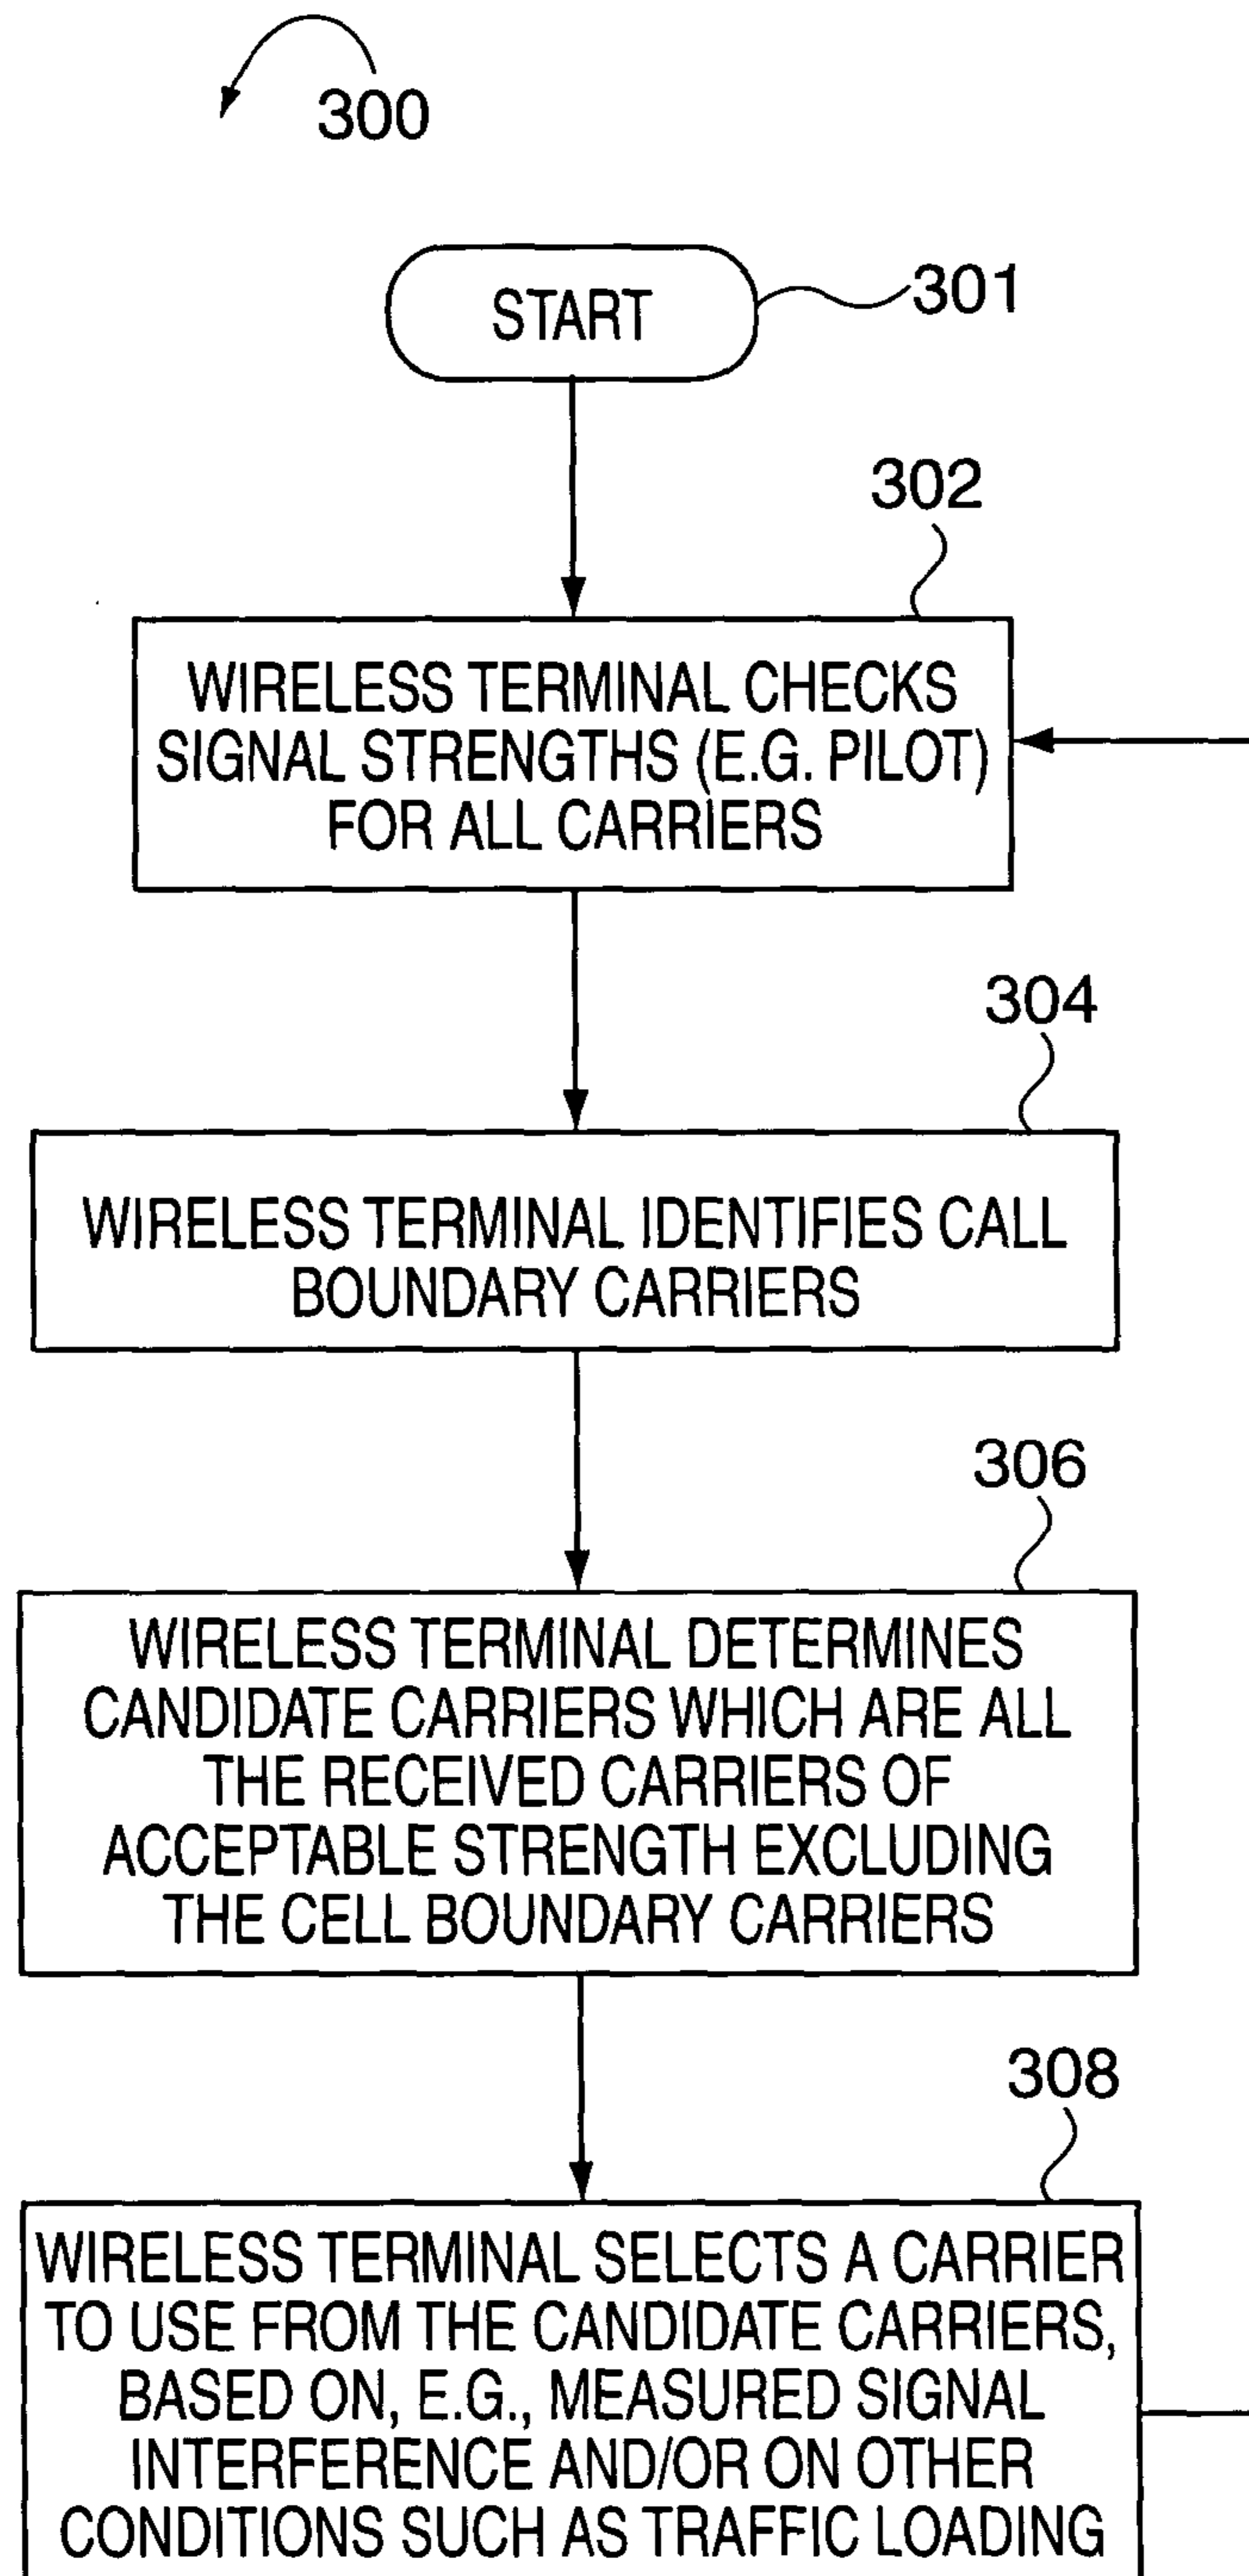 300
START
301
302
WIRELESS TERMINAL CHECKS
SIGNAL STRENGTHS (E.G. PILOT)
FOR ALL CARRIERS
304
WIRELESS TERMINAL IDENTIFIES CALL
BOUNDARY CARRIERS
306
WIRELESS TERMINAL DETERMINES
CANDIDATE CARRIERS WHICH ARE ALL
THE RECEIVED CARRIERS OF
ACCEPTABLE STRENGTH EXCLUDING
THE CELL BOUNDARY CARRIERS
308
WIRELESS TERMINAL SELECTS A CARRIER
TO USE FROM THE CANDIDATE CARRIERS,
BASED ON, E.G., MEASURED SIGNAL
INTERFERENCE AND/OR ON OTHER
CONDITIONS SUCH AS TRAFFIC LOADING